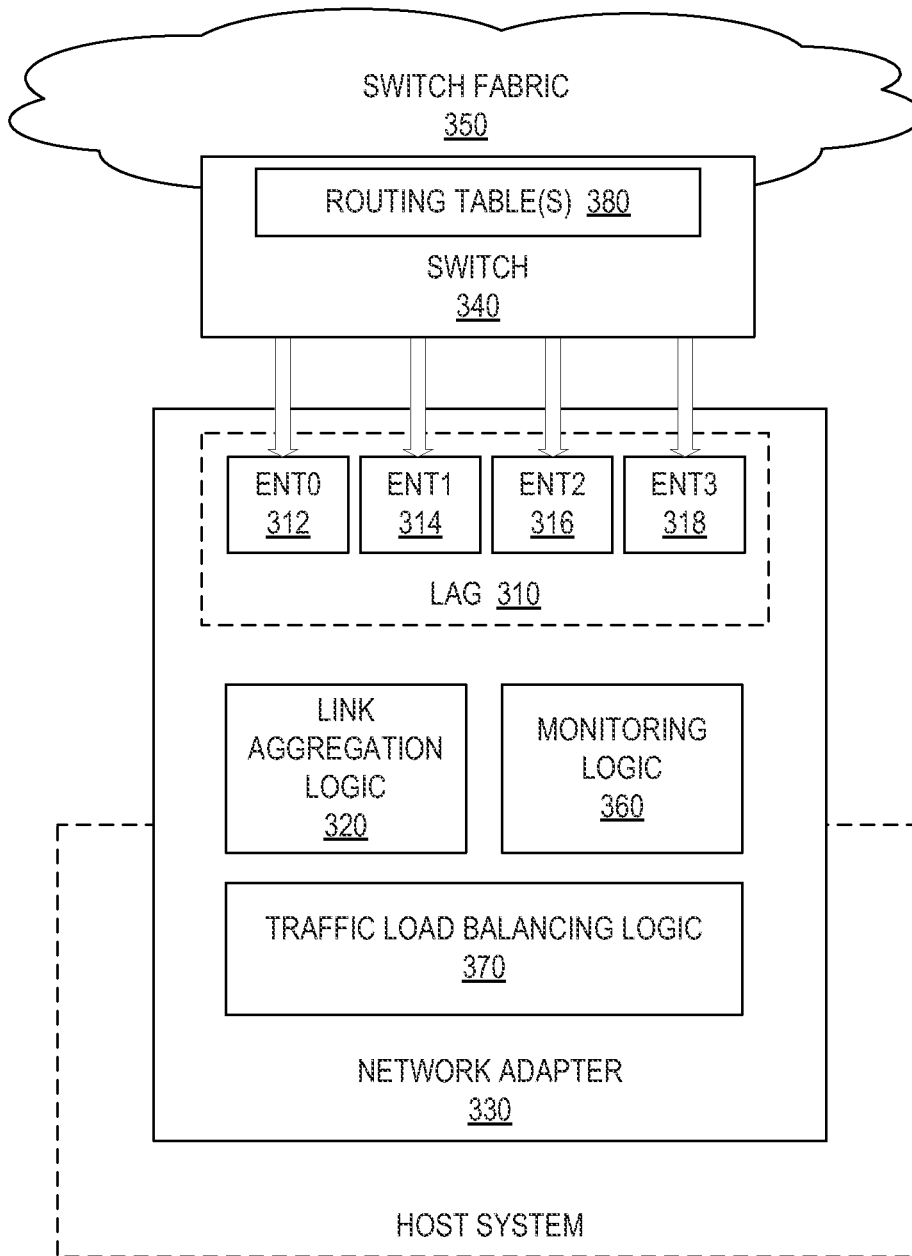 SWITCH FABRIC
350
ROUTING TABLE(S) 380
SWITCH
340
ENT0
312
ENT1
314
ENT2
316
ENT3
318
LAG 310
LINK
AGGREGATION
LOGIC
320
MONITORING
LOGIC
360
TRAFFIC LOAD BALANCING LOGIC
370
NETWORK ADAPTER
330
HOST SYSTEM